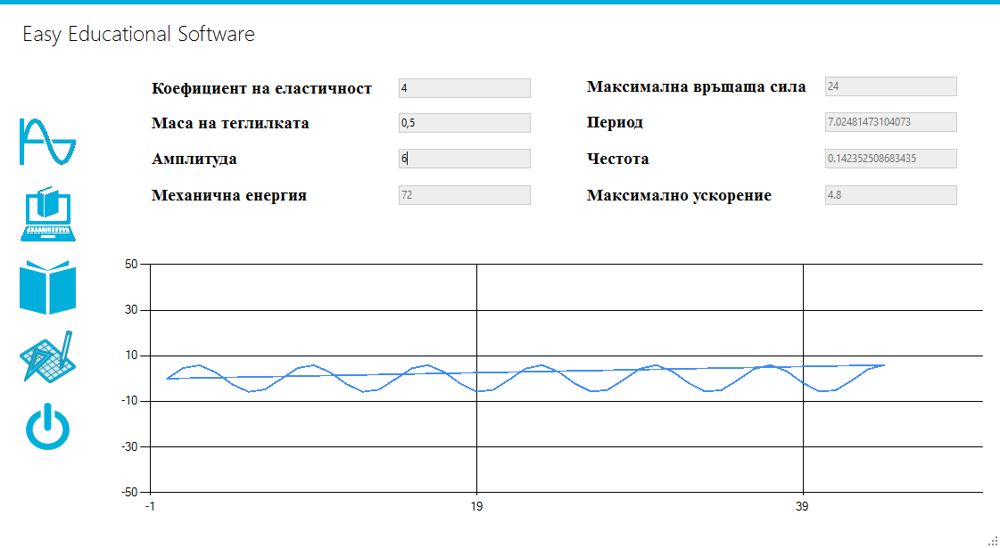 Easy Educational Software
Коефициент на еластичност 4 Максимална връщаща сила 24
Маса на теглилката 0,5 Период 7.02481473104073
Амплитуда 6 Честота 0.142352508683435
Механична енергия 72 Максимално ускорение 4.8
50
30
10
-10
-30
-50
-1 19 39